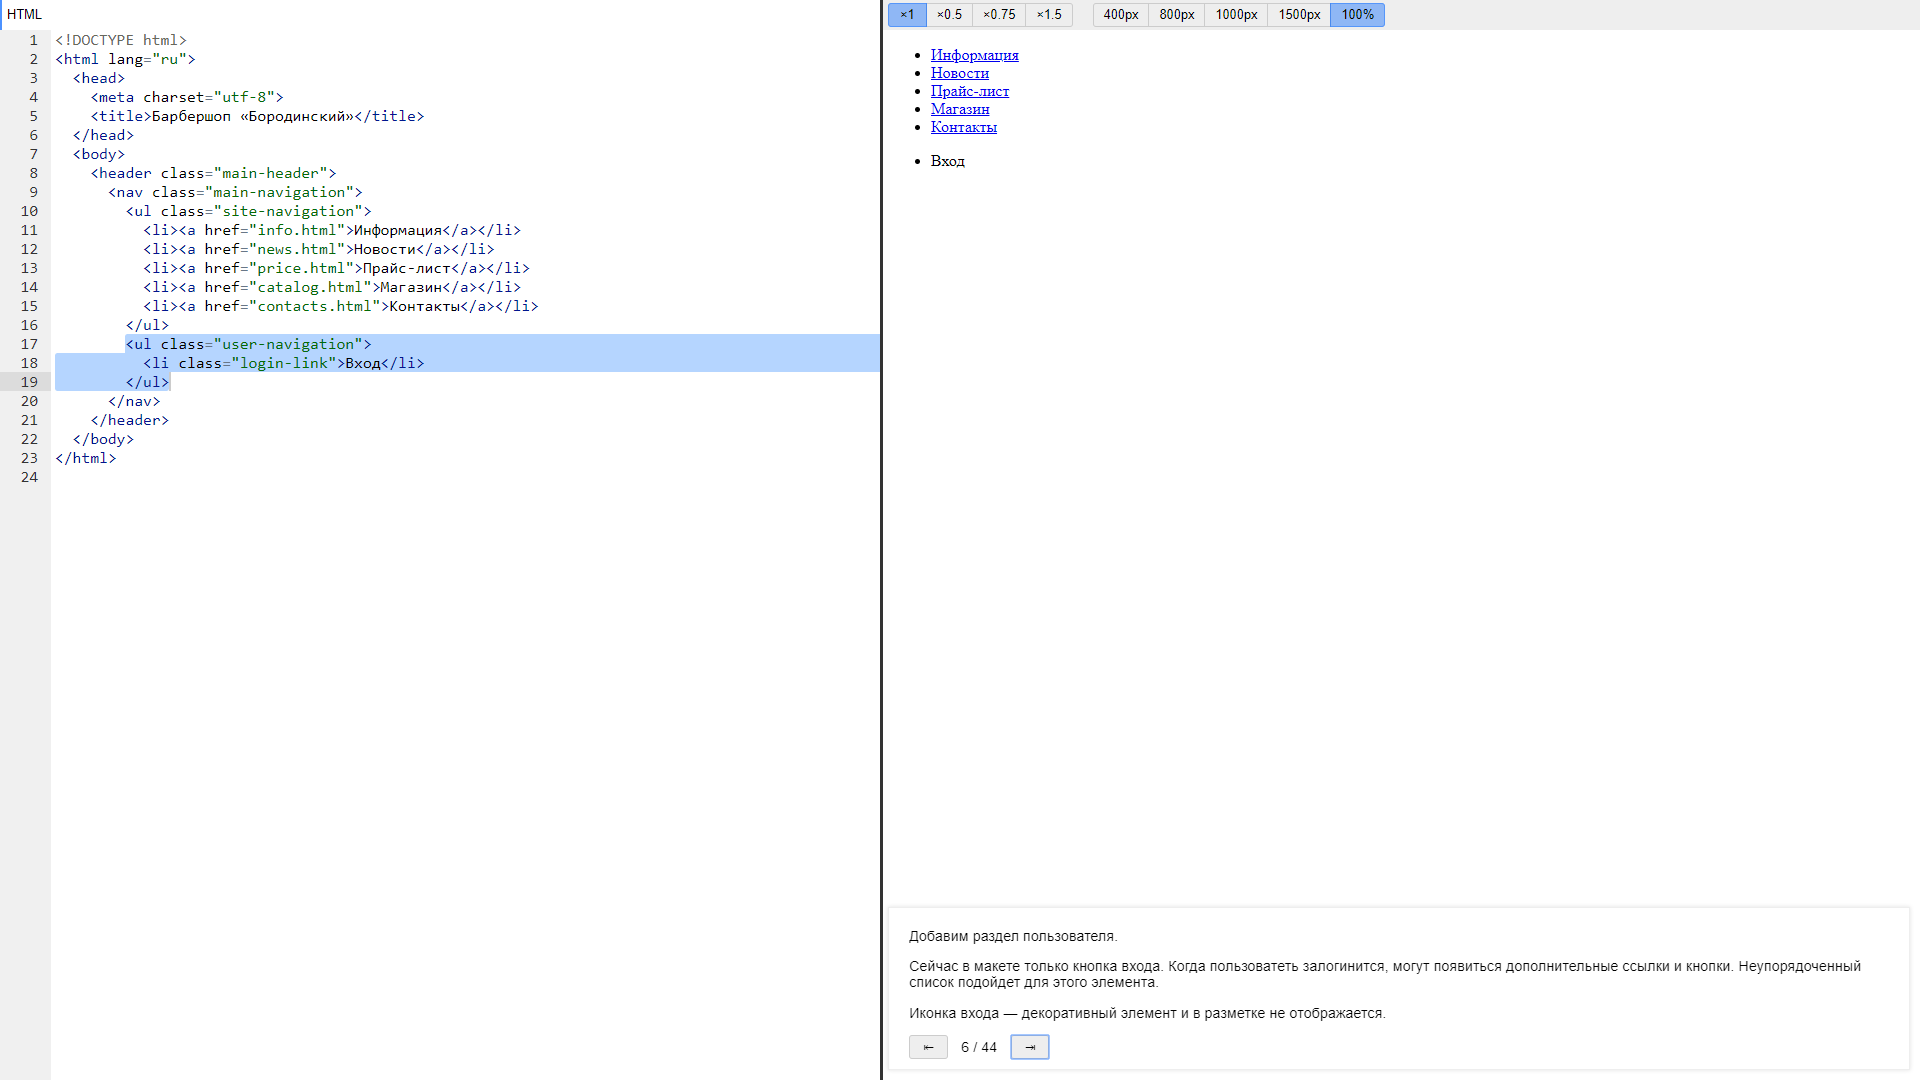 HTML
1 <!DOCTYPE html>
2 <html lang="ru">
3 <head>
4 <meta charset="utf-8">
5 <title>Барбершоп «Бородинский»</title>
6 </head>
7 <body>
8 <header class="main-header">
9 <nav class="main-navigation">
10 <ul class="site-navigation">
11 <li><a href="info.html">Информация</a></li>
12 <li><a href="news.html">Новости</a></li>
13 <li><a href="price.html">Прайс-лист</a></li>
14 <li><a href="catalog.html">Магазин</a></li>
15 <li><a href="contacts.html">Контакты</a></li>
16 </ul>
17 <ul class="user-navigation">
18 <li class="login-link">Вход</li>
19 </ul>
20 </nav>
21 </header>
22 </body>
23 </html>
24
×1 ×0.5 ×0.75 ×1.5 400px 800px 1000px 1500px 100%
Информация
Новости
Прайс-лист
Магазин
Контакты
Вход
Добавим раздел пользователя.
Сейчас в макете только кнопка входа. Когда пользоватеть залогинится, могут появиться дополнительные ссылки и кнопки. Неупорядоченный
список подойдет для этого элемента.
Иконка входа — декоративный элемент и в разметке не отображается.
⇤ 6 / 44 ⇥